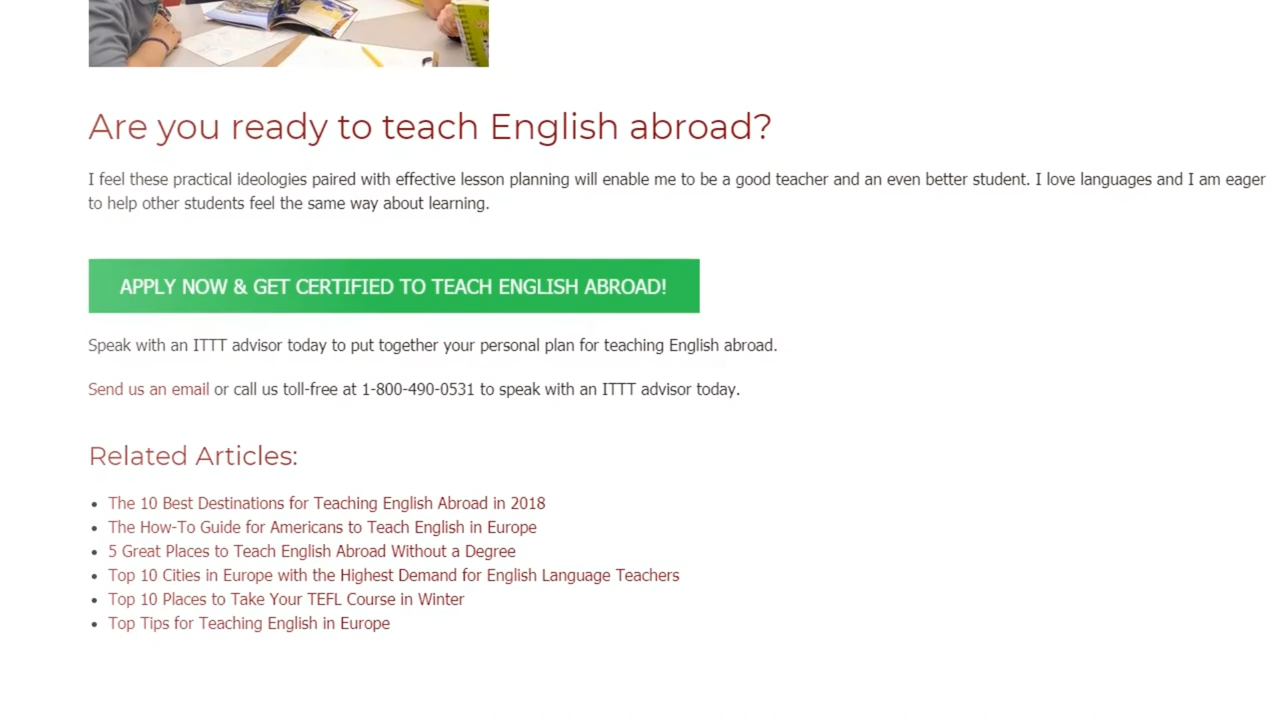 Are you ready to teach English abroad?
I feel these practical ideologies paired with effective lesson planning will enable me to be a good teacher and an even better student. I love languages and I am eager
to help other students feel the same way about learning.
APPLY NOW & GET CERTIFIED TO TEACH ENGLISH ABROAD!
Speak with an ITTT advisor today to put together your personal plan for teaching English abroad.
Send us an email or call us toll-free at 1-800-490-0531 to speak with an ITTT advisor today.
Related Articles:
The 10 Best Destinations for Teaching English Abroad in 2018
The How-To Guide for Americans to Teach English in Europe
5 Great Places to Teach English Abroad Without a Degree
Top 10 Cities in Europe with the Highest Demand for English Language Teachers
Top 10 Places to Take Your TEFL Course in Winter
Top Tips for Teaching English in Europe